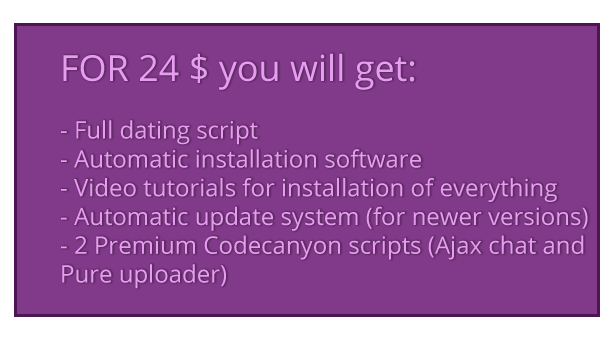 FOR 24 $ you will get:
- Full dating script
- Automatic installation software
- Video tutorials for installation of everything
- Automatic update system (for newer versions)
- 2 Premium Codecanyon scripts (Ajax chat and
Pure uploader)